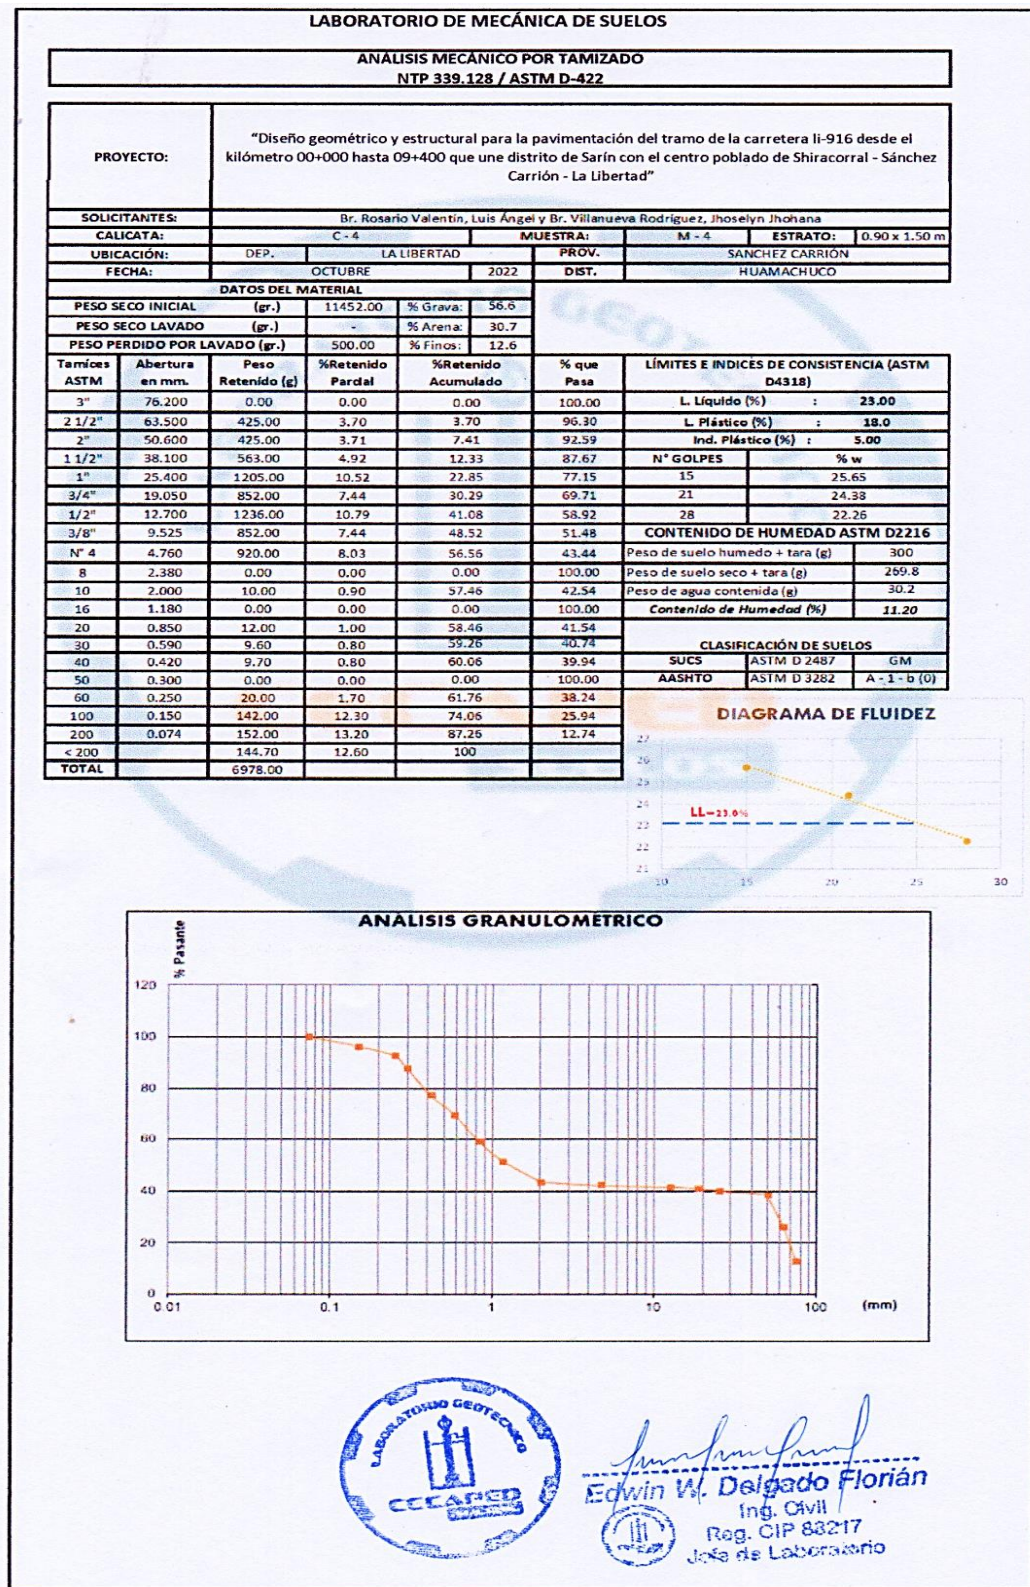 LABORATORIO DE MECÁNICA DE SUELOS
ANÁLISIS MECÁNICO POR TAMIZADO
NTP 339.128 / ASTM D-422
PROYECTO: "Diseño geométrico y estructural para la pavimentación del tramo de la carretera li-916 desde el
kilómetro 00+000 hasta 09+400 que une distrito de Sarín con el centro poblado de Shiracorral - Sánchez
Carrión - La Libertad"
SOLICITANTES: Br. Rosario Valentín, Luis Ángel y Br. Villanueva Rodríguez, Jhoselyn Jhohana
CALICATA: C - 4 MUESTRA: M - 4 ESTRATO: 0.90 x 1.50 m
UBICACIÓN: DEP. LA LIBERTAD PROV. SANCHEZ CARRIÓN
FECHA: OCTUBRE 2022 DIST. HUAMACHUCO
DATOS DEL MATERIAL
PESO SECO INICIAL (gr.) 11452.00 % Grava: 56.6
PESO SECO LAVADO (gr.) - % Arena: 30.7
PESO PERDIDO POR LAVADO (gr.) 500.00 % Finos: 12.6
Tamíces Abertura Peso %Retenido %Retenido % que
ASTM en mm. Retenído (g) Parcial Acumulado Pasa
3" 76.200 0.00 0.00 0.00 100.00
2 1/2" 63.500 425.00 3.70 3.70 96.30
2" 50.600 425.00 3.71 7.41 92.59
1 1/2" 38.100 563.00 4.92 12.33 87.67
1" 25.400 1205.00 10.52 22.85 77.15
3/4" 19.050 852.00 7.44 30.29 69.71
1/2" 12.700 1236.00 10.79 41.08 58.92
3/8" 9.525 852.00 7.44 48.52 51.48
N° 4 4.760 920.00 8.03 56.56 43.44
8 2.380 0.00 0.00 0.00 100.00
10 2.000 10.00 0.90 57.46 42.54
16 1.180 0.00 0.00 0.00 100.00
20 0.850 12.00 1.00 58.46 41.54
30 0.590 9.60 0.80 59.26 40.74
40 0.420 9.70 0.80 60.06 39.94
50 0.300 0.00 0.00 0.00 100.00
60 0.250 20.00 1.70 61.76 38.24
100 0.150 142.00 12.30 74.06 25.94
200 0.074 152.00 13.20 87.26 12.74
< 200 144.70 12.60 100
TOTAL 6978.00
LÍMITES E INDICES DE CONSISTENCIA (ASTM
D4318)
L. Líquido (%) : 23.00
L. Plástico (%) : 18.0
Ind. Plástico (%) : 5.00
N° GOLPES % w
15 25.65
21 24.38
28 22.26
CONTENIDO DE HUMEDAD ASTM D2216
Peso de suelo humedo + tara (g) 300
Peso de suelo seco + tara (g) 269.8
Peso de agua contenida (g) 30.2
Contenido de Humedad (%) 11.20
CLASIFICACIÓN DE SUELOS
SUCS ASTM D 2487 GM
AASHTO ASTM D 3282 A - 1 - b (0)
DIAGRAMA DE FLUIDEZ
27
26
25
24
LL=23.0%
23
22
21
10 15 20 25 30
ANÁLISIS GRANULOMÉTRICO
% Pasante
120
100
80
60
40
20
0
0.01 0.1 1 10 100 (mm)
LABORATORIO GEOTECNICO
CCEAPED
Edwin W. Delgado Florián
Ing. Civil
Reg. CIP 83217
Jefe de Laboratorio